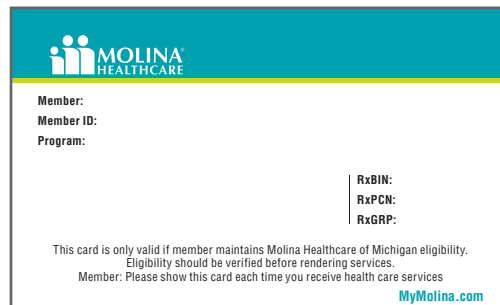 MOLINA®
HEALTHCARE
Member:
Member ID:
Program:
RxBIN:
RxPCN:
RxGRP:
This card is only valid if member maintains Molina Healthcare of Michigan eligibility.
Eligibility should be verified before rendering services.
Member: Please show this card each time you receive health care services
MyMolina.com